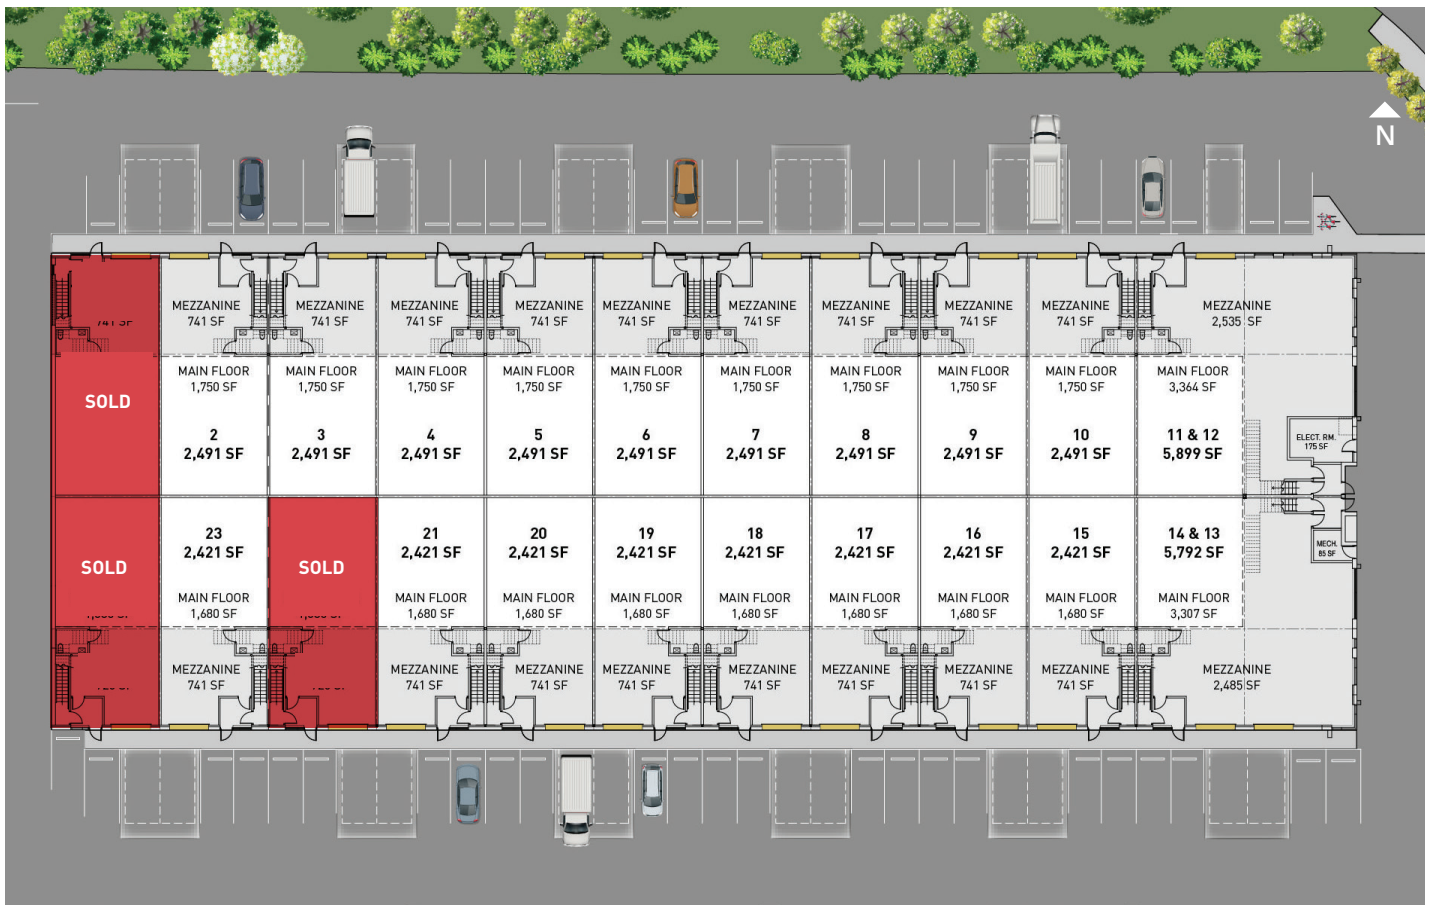 N
MEZZANINE
741 SF
MEZZANINE
741 SF
MEZZANINE
741 SF
MEZZANINE
741 SF
MEZZANINE
741 SF
MEZZANINE
741 SF
MEZZANINE
741 SF
MEZZANINE
741 SF
MEZZANINE
741 SF
MEZZANINE
2,535 SF
741 SF
SOLD
MAIN FLOOR
1,750 SF
2
2,491 SF
MAIN FLOOR
1,750 SF
3
2,491 SF
MAIN FLOOR
1,750 SF
4
2,491 SF
MAIN FLOOR
1,750 SF
5
2,491 SF
MAIN FLOOR
1,750 SF
6
2,491 SF
MAIN FLOOR
1,750 SF
7
2,491 SF
MAIN FLOOR
1,750 SF
8
2,491 SF
MAIN FLOOR
1,750 SF
9
2,491 SF
MAIN FLOOR
1,750 SF
10
2,491 SF
MAIN FLOOR
3,364 SF
11 & 12
5,899 SF
ELECT. RM.
175 SF
SOLD
23
2,421 SF
MAIN FLOOR
1,680 SF
SOLD
21
2,421 SF
MAIN FLOOR
1,680 SF
20
2,421 SF
MAIN FLOOR
1,680 SF
19
2,421 SF
MAIN FLOOR
1,680 SF
18
2,421 SF
MAIN FLOOR
1,680 SF
17
2,421 SF
MAIN FLOOR
1,680 SF
16
2,421 SF
MAIN FLOOR
1,680 SF
15
2,421 SF
MAIN FLOOR
1,680 SF
14 & 13
5,792 SF
MAIN FLOOR
3,307 SF
MECH.
85 SF
MEZZANINE
741 SF
MEZZANINE
741 SF
MEZZANINE
741 SF
MEZZANINE
741 SF
MEZZANINE
741 SF
MEZZANINE
741 SF
MEZZANINE
741 SF
MEZZANINE
741 SF
MEZZANINE
2,485 SF